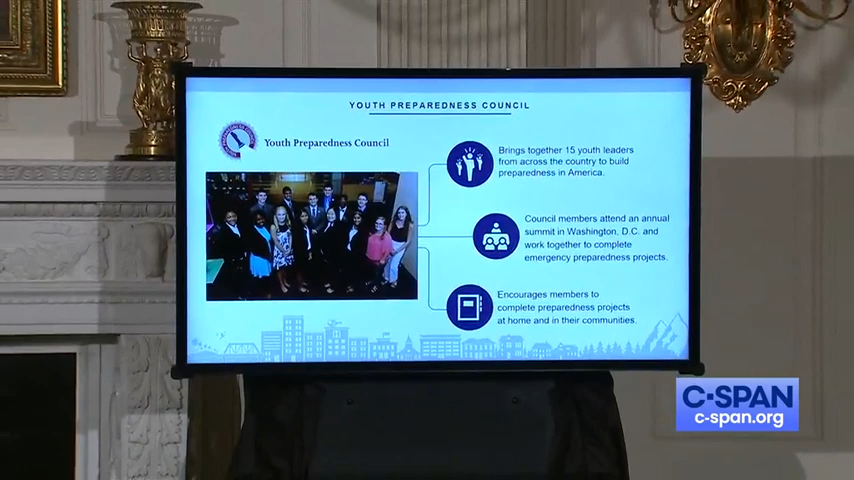 YOUTH PREPAREDNESS COUNCIL
Youth Preparedness Council
Brings together 15 youth leaders
from across the country to build
preparedness in America.
Council members attend an annual
summit in Washington, D.C. and
work together to complete
emergency preparedness projects.
Encourages members to
complete preparedness projects
at home and in their communities.
C-SPAN
c-span.org